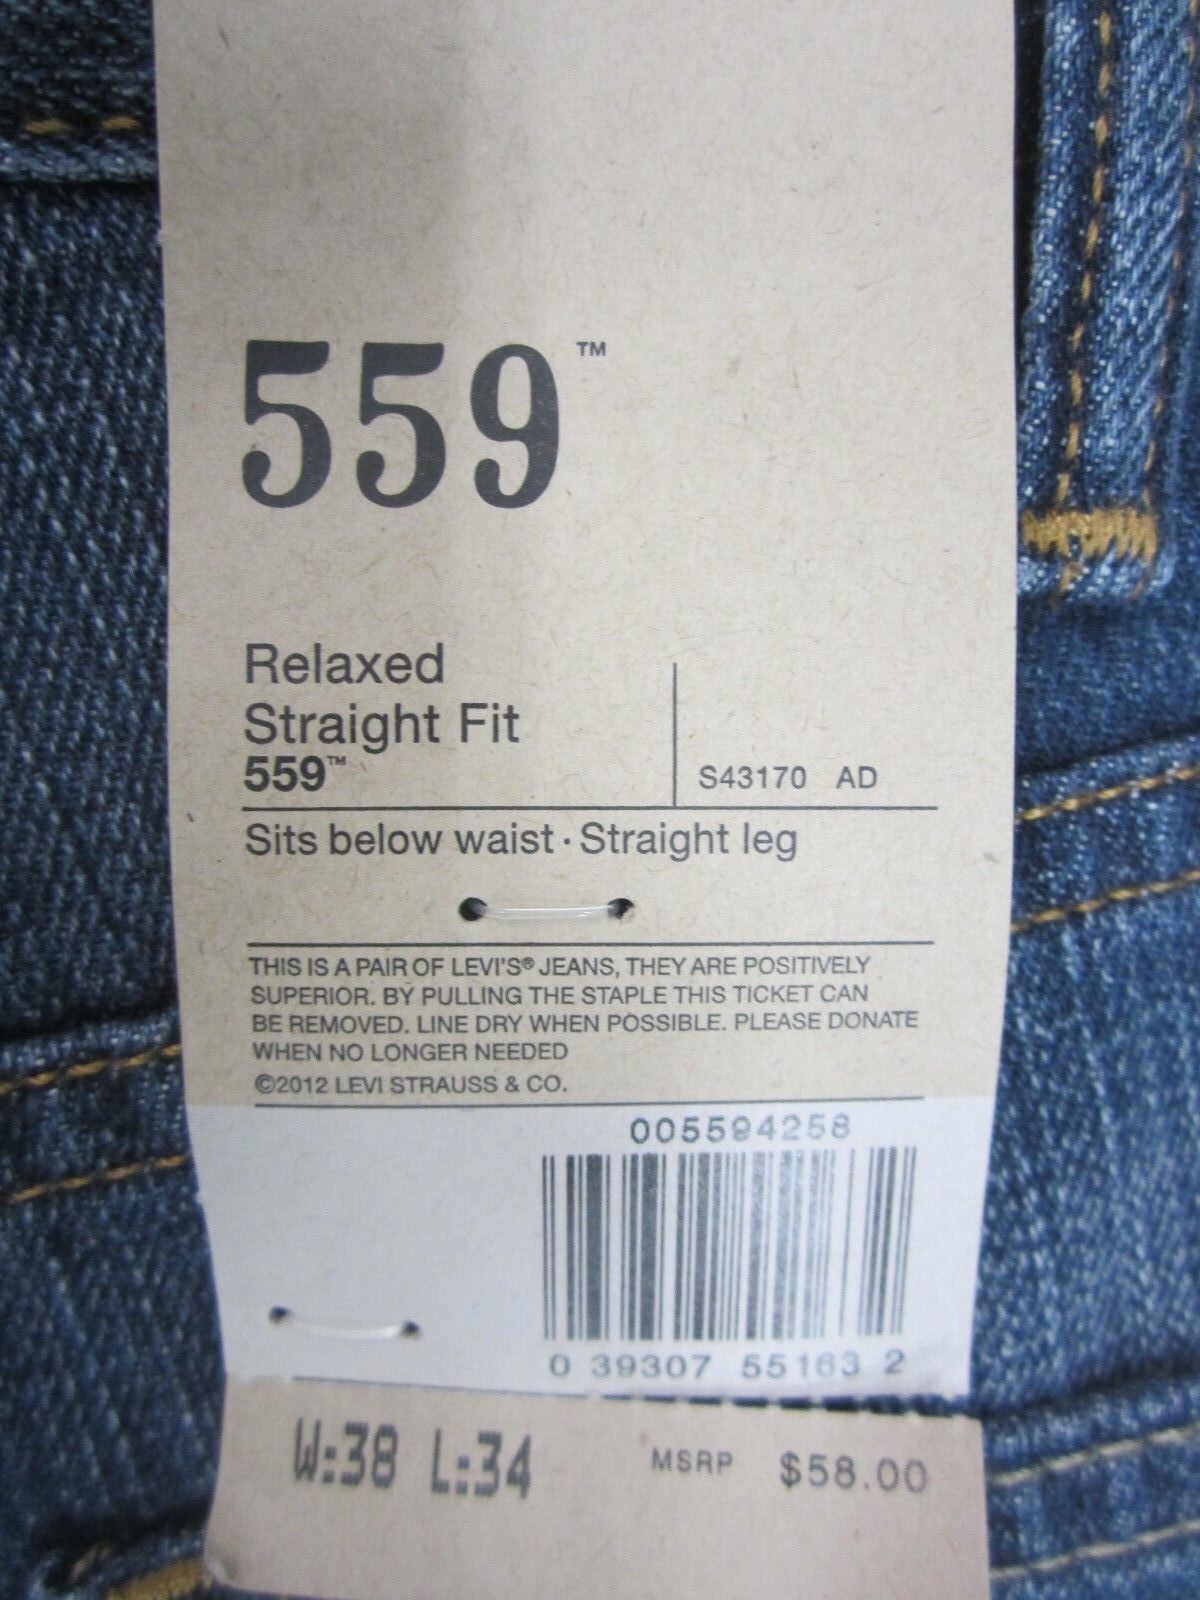 559™
Relaxed
Straight Fit
559™
S43170 AD
Sits below waist · Straight leg
THIS IS A PAIR OF LEVI'S® JEANS, THEY ARE POSITIVELY
SUPERIOR. BY PULLING THE STAPLE THIS TICKET CAN
BE REMOVED. LINE DRY WHEN POSSIBLE. PLEASE DONATE
WHEN NO LONGER NEEDED
©2012 LEVI STRAUSS & CO.
005594258
0 39307 55163 2
W:38 L:34 MSRP $58.00